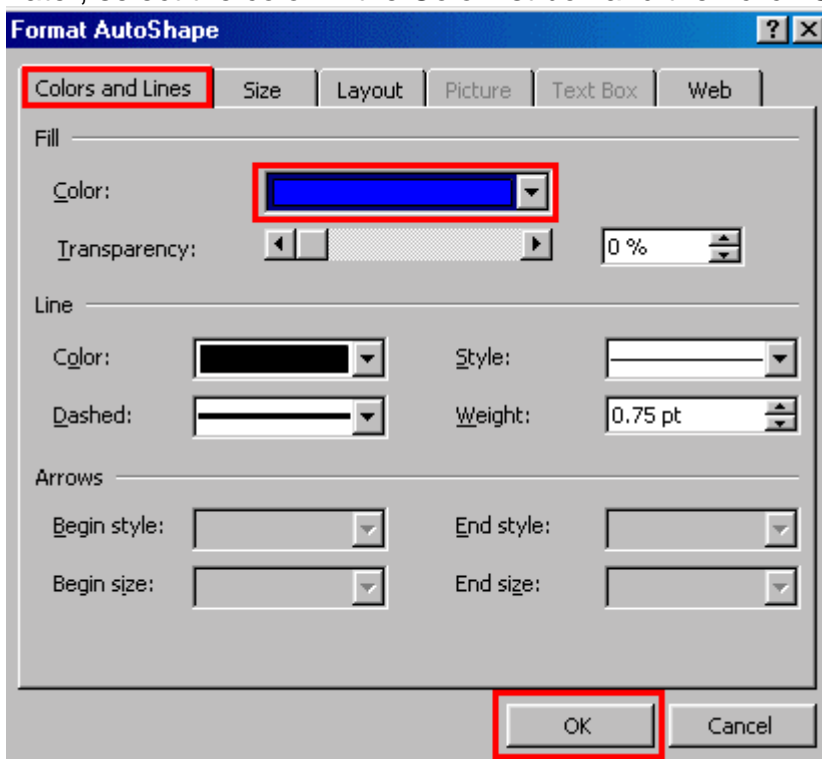 Format AutoShape
Colors and Lines Size Layout Picture Text Box Web
Fill
Color:
Transparency: 0 %
Line
Color: Style:
Dashed: Weight: 0.75 pt
Arrows
Begin style: End style:
Begin size: End size:
OK Cancel